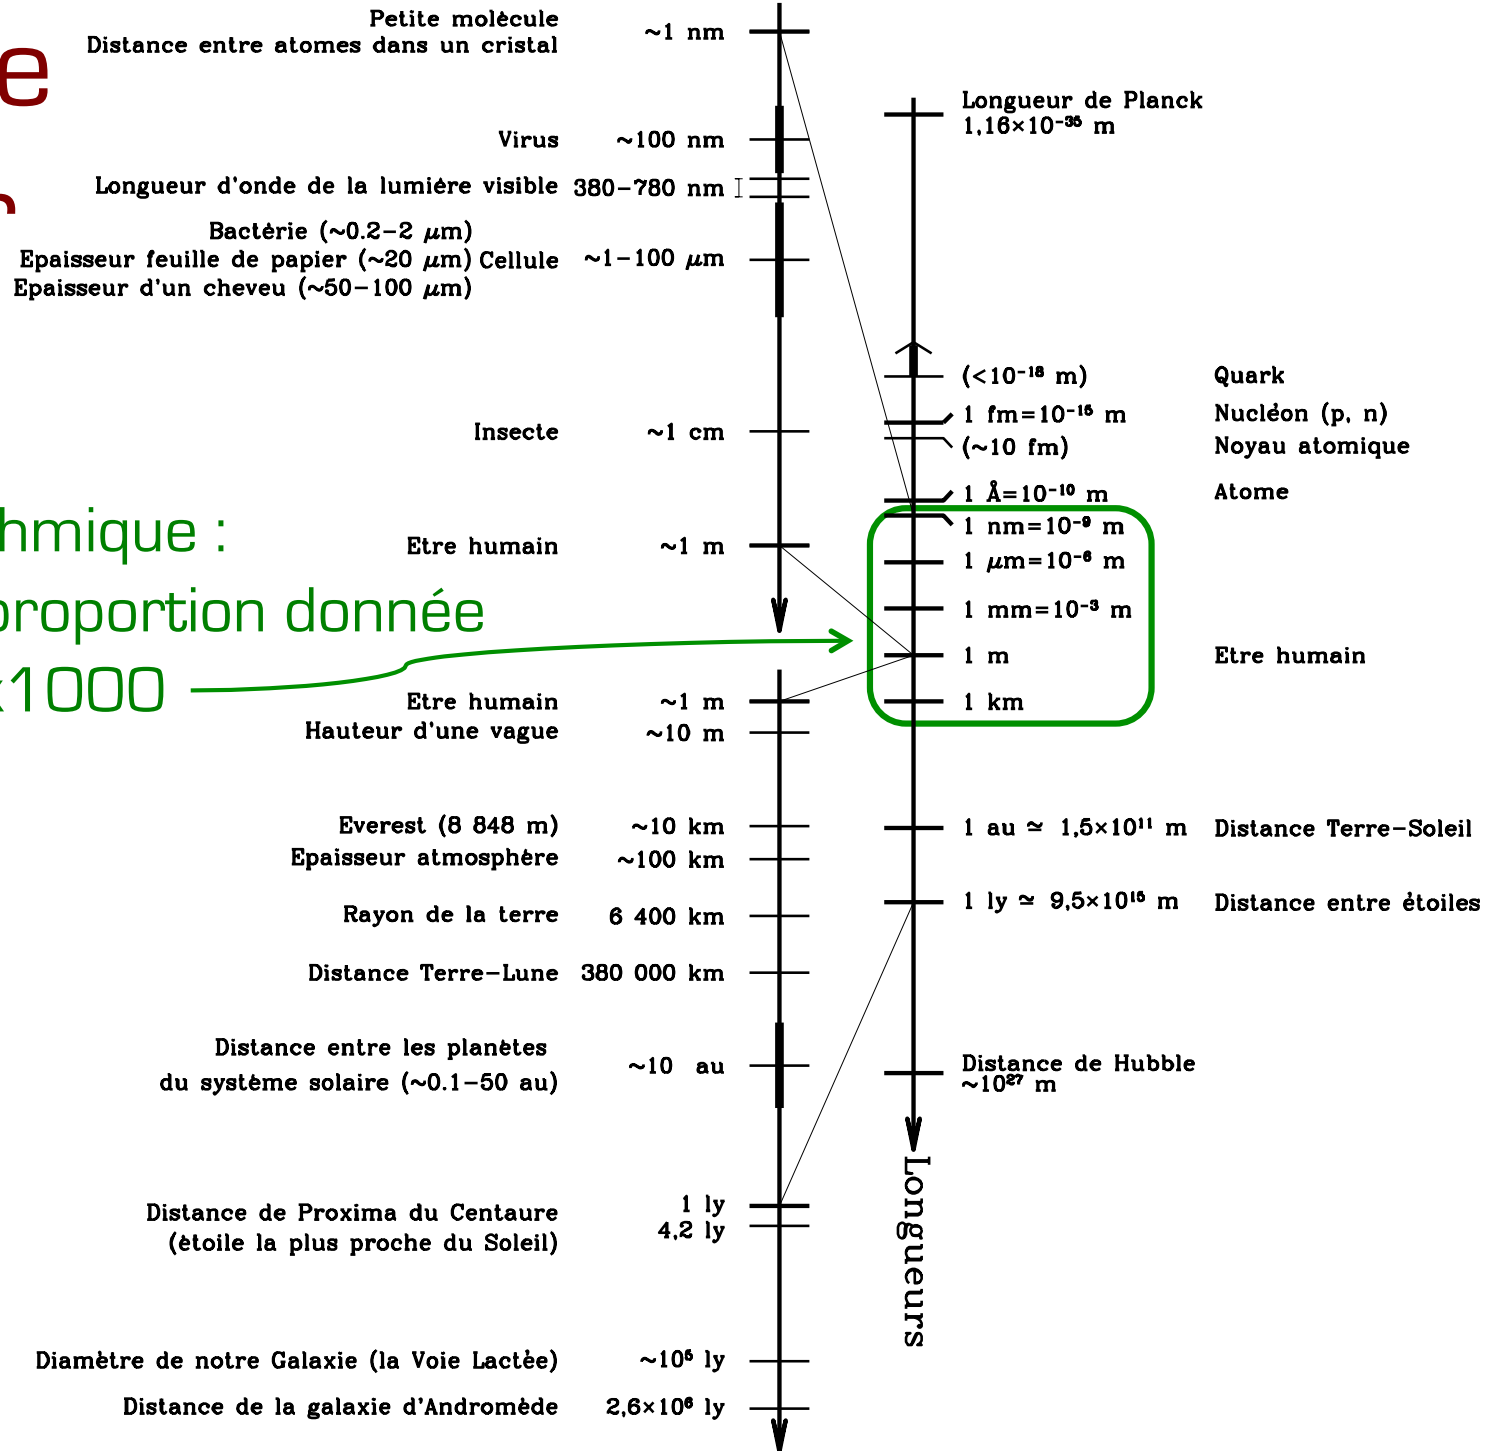 e
r
Petite molécule
Distance entre atomes dans un cristal ~1 nm
Virus ~100 nm
Longueur d'onde de la lumière visible 380-780 nm
Bactérie (~0.2-2 μm)
Epaisseur feuille de papier (~20 μm) Cellule ~1-100 μm
Epaisseur d'un cheveu (~50-100 μm)
Insecte ~1 cm
Etre humain ~1 m
hmique :
proportion donnée
x1000
Etre humain ~1 m
Hauteur d'une vague ~10 m
Everest (8 848 m) ~10 km
Epaisseur atmosphère ~100 km
Rayon de la terre 6 400 km
Distance Terre-Lune 380 000 km
Distance entre les planètes
du système solaire (~0.1-50 au) ~10 au
1 ly
Distance de Proxima du Centaure 4,2 ly
(étoile la plus proche du Soleil)
Diamètre de notre Galaxie (la Voie Lactée) ~10⁵ ly
Distance de la galaxie d'Andromède 2,6×10⁶ ly
Longueur de Planck
1,16×10⁻³⁵ m
(<10⁻¹⁸ m) Quark
1 fm=10⁻¹⁵ m Nucléon (p, n)
(~10 fm) Noyau atomique
1 Å=10⁻¹⁰ m Atome
1 nm=10⁻⁹ m
1 μm=10⁻⁶ m
1 mm=10⁻³ m
1 m Etre humain
1 km
1 au ≃ 1,5×10¹¹ m Distance Terre-Soleil
1 ly ≃ 9,5×10¹⁵ m Distance entre étoiles
Distance de Hubble
~10²⁷ m
Longueurs